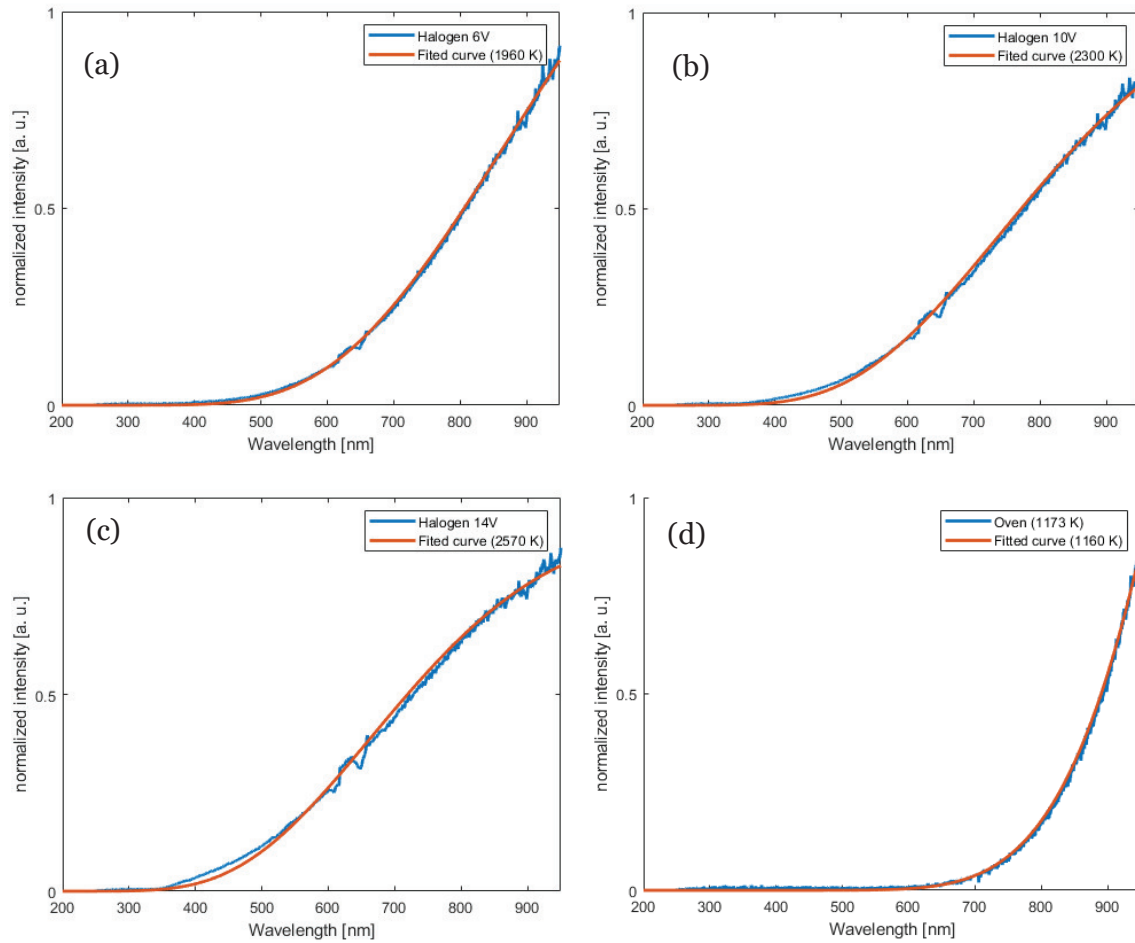 (a)
Halogen 6V
Fited curve (1960 K)
normalized intensity [a. u.]
1
0.5
0
200 300 400 500 600 700 800 900
Wavelength [nm]
(b)
Halogen 10V
Fited curve (2300 K)
normalized intensity [a. u.]
1
0.5
0
200 300 400 500 600 700 800 900
Wavelength [nm]
(c)
Halogen 14V
Fited curve (2570 K)
normalized intensity [a. u.]
1
0.5
0
200 300 400 500 600 700 800 900
Wavelength [nm]
(d)
Oven (1173 K)
Fitted curve (1160 K)
normalized intensity [a. u.]
1
0.5
0
200 300 400 500 600 700 800 900
Wavelength [nm]